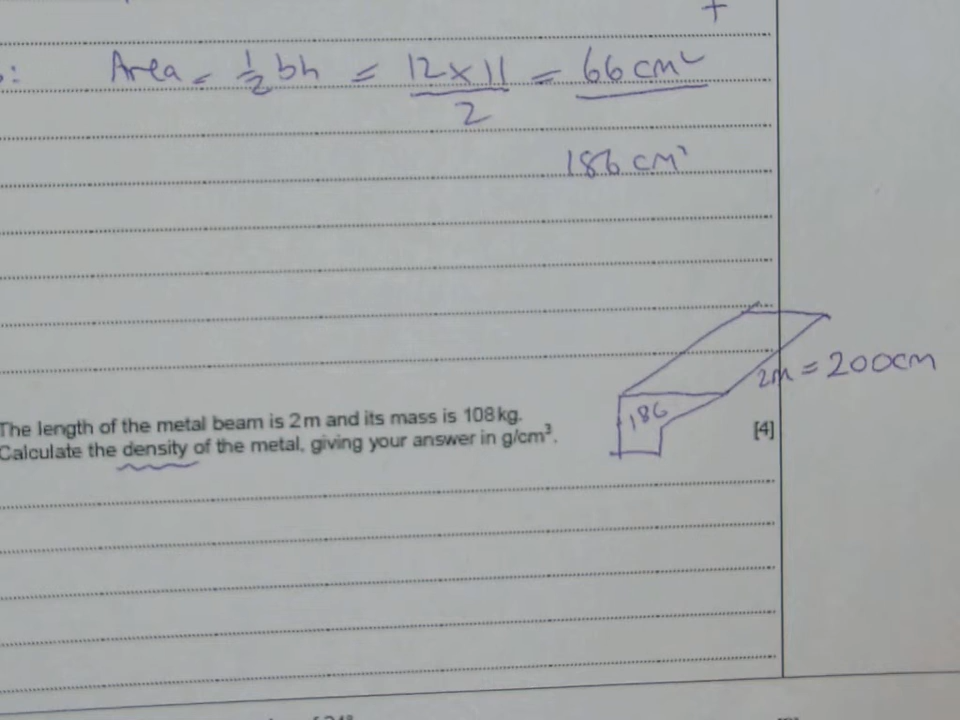 +
: Area = 1/2 bh = 12 × 11 / 2 = 66 cm²
186 cm²
2m = 200cm
186
The length of the metal beam is 2 m and its mass is 108 kg.
Calculate the density of the metal, giving your answer in g/cm³.
[4]